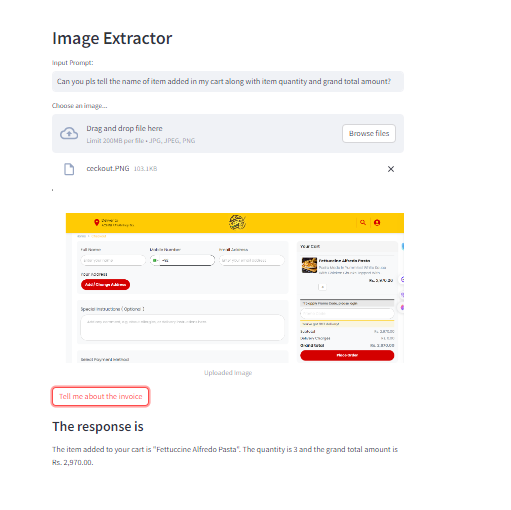 Image Extractor
Input Prompt:
Can you pls tell the name of item added in my cart along with item quantity and grand total amount?
Choose an image...
Drag and drop file here
Limit 200MB per file • JPG, JPEG, PNG
Browse files
ceckout.PNG 103.1KB
Full Name
Mobile Number
Email Address
Your Address
Add / Change Address
Special Instructions ( Optional )
Select Payment Method
Your Cart
Fettuccine Alfredo Pasta
Rs. 2,970.00
Subtotal
Delivery Charges
Grand total
Rs. 2,970.00
Place Order
Uploaded Image
Tell me about the invoice
The response is
The item added to your cart is "Fettuccine Alfredo Pasta". The quantity is 3 and the grand total amount is
Rs. 2,970.00.